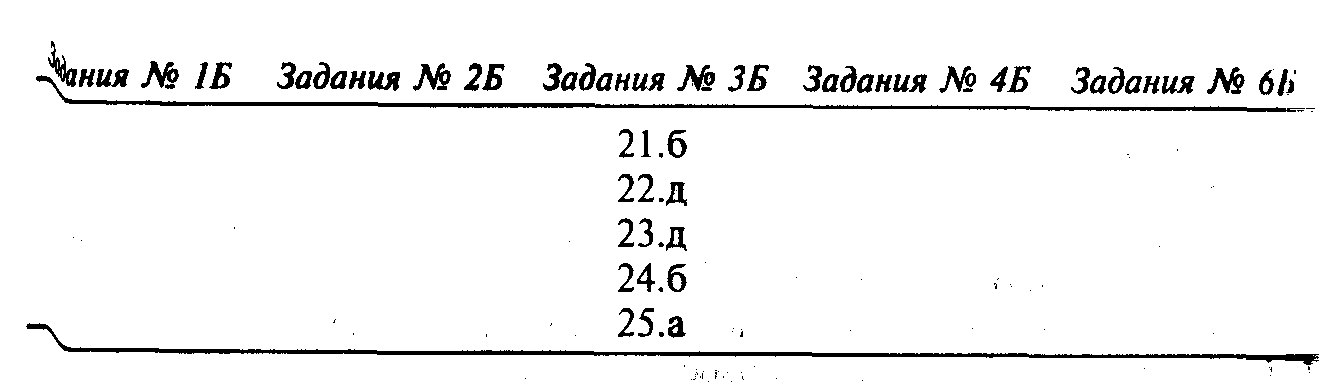 Задания № 1Б Задания № 2Б Задания № 3Б Задания № 4Б Задания № 6Б
21.б
22.д
23.д
24.б
25.а